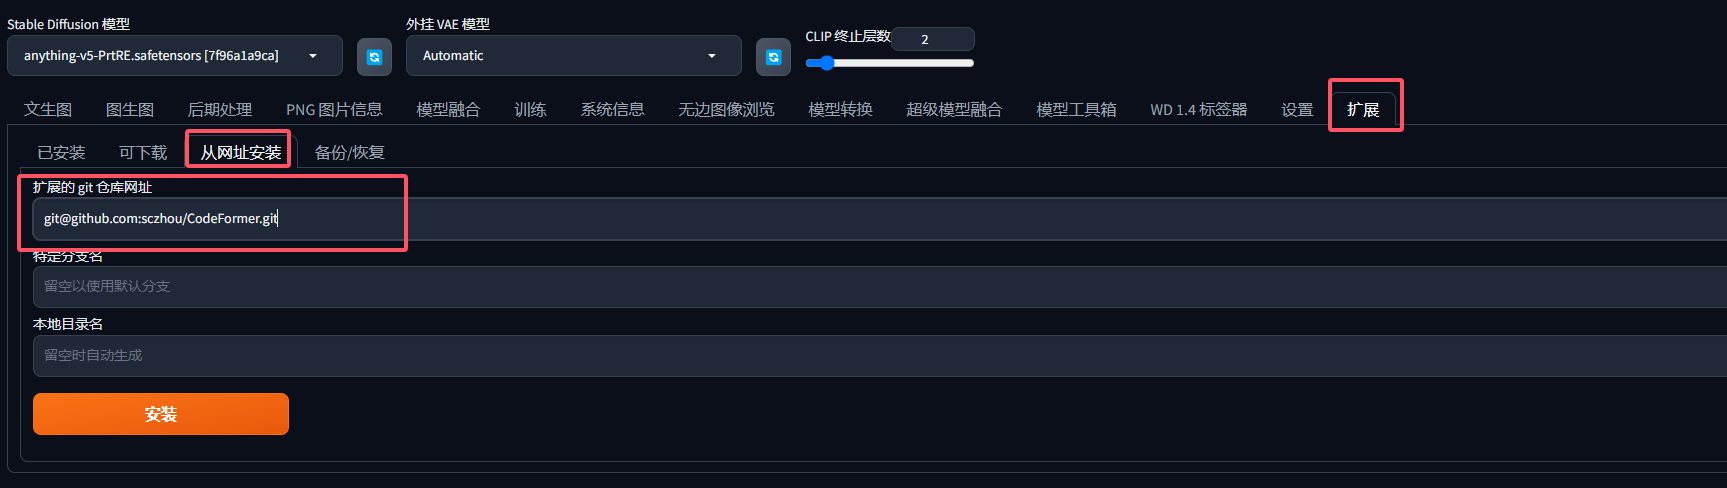 Stable Diffusion 模型
外挂 VAE 模型
CLIP 终止层数
2
anything-v5-PrtRE.safetensors [7f96a1a9ca]
Automatic
文生图 图生图 后期处理 PNG 图片信息 模型融合 训练 系统信息 无边图像浏览 模型转换 超级模型融合 模型工具箱 WD 1.4 标签器 设置 扩展
已安装 可下载 从网址安装 备份/恢复
扩展的 git 仓库网址
git@github.com:sczhou/CodeFormer.git
特定分支名
留空以使用默认分支
本地目录名
留空时自动生成
安装